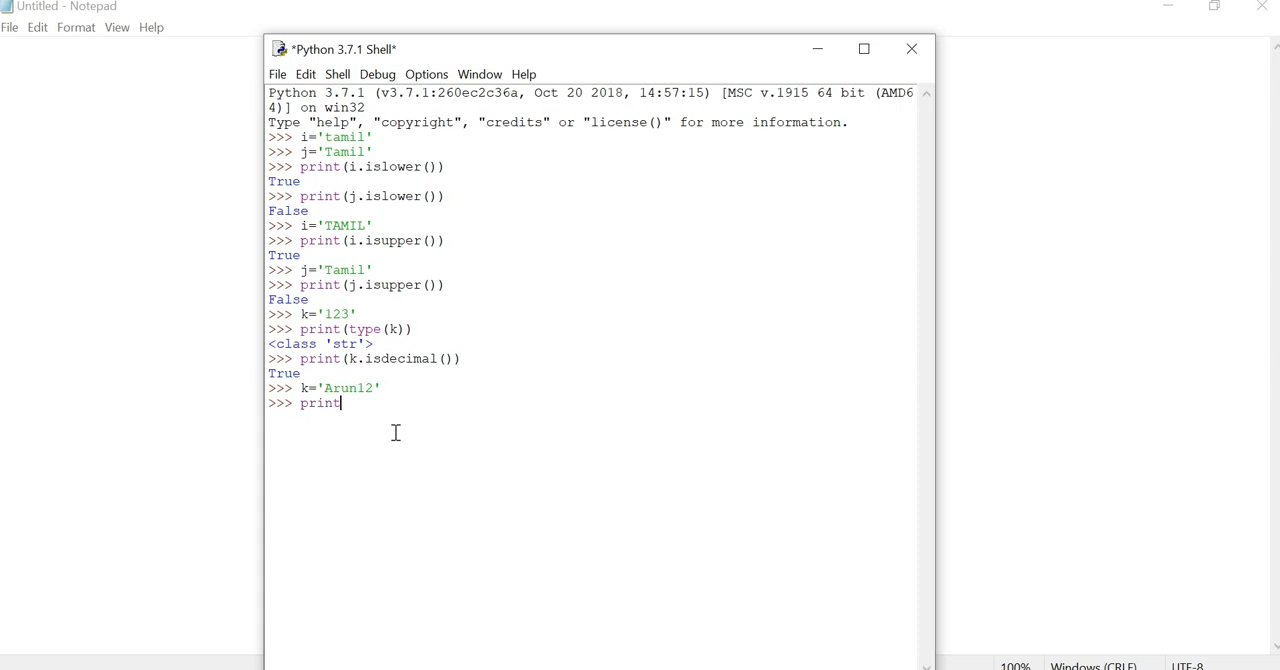 Untitled - Notepad
File Edit Format View Help
*Python 3.7.1 Shell*
File Edit Shell Debug Options Window Help
Python 3.7.1 (v3.7.1:260ec2c36a, Oct 20 2018, 14:57:15) [MSC v.1915 64 bit (AMD6
4)] on win32
Type "help", "copyright", "credits" or "license()" for more information.
>>> i='tamil'
>>> j='Tamil'
>>> print(i.islower())
True
>>> print(j.islower())
False
>>> i='TAMIL'
>>> print(i.isupper())
True
>>> j='Tamil'
>>> print(j.isupper())
False
>>> k='123'
>>> print(type(k))
<class 'str'>
>>> print(k.isdecimal())
True
>>> k='Arun12'
>>> print
100% Windows (CRLF) UTF-8